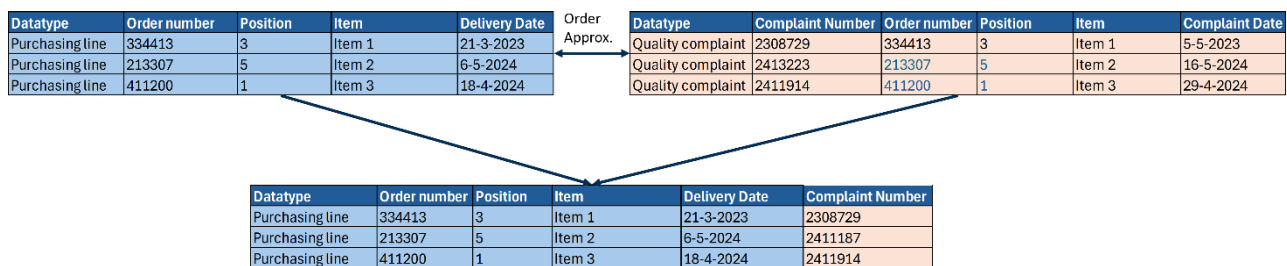 Datatype Order number Position Item Delivery Date
Purchasing line 334413 3 Item 1 21-3-2023
Purchasing line 213307 5 Item 2 6-5-2024
Purchasing line 411200 1 Item 3 18-4-2024
Order
Approx.
Datatype Complaint Number Order number Position Item Complaint Date
Quality complaint 2308729 334413 3 Item 1 5-5-2023
Quality complaint 2413223 213307 5 Item 2 16-5-2024
Quality complaint 2411914 411200 1 Item 3 29-4-2024
Datatype Order number Position Item Delivery Date Complaint Number
Purchasing line 334413 3 Item 1 21-3-2023 2308729
Purchasing line 213307 5 Item 2 6-5-2024 2411187
Purchasing line 411200 1 Item 3 18-4-2024 2411914